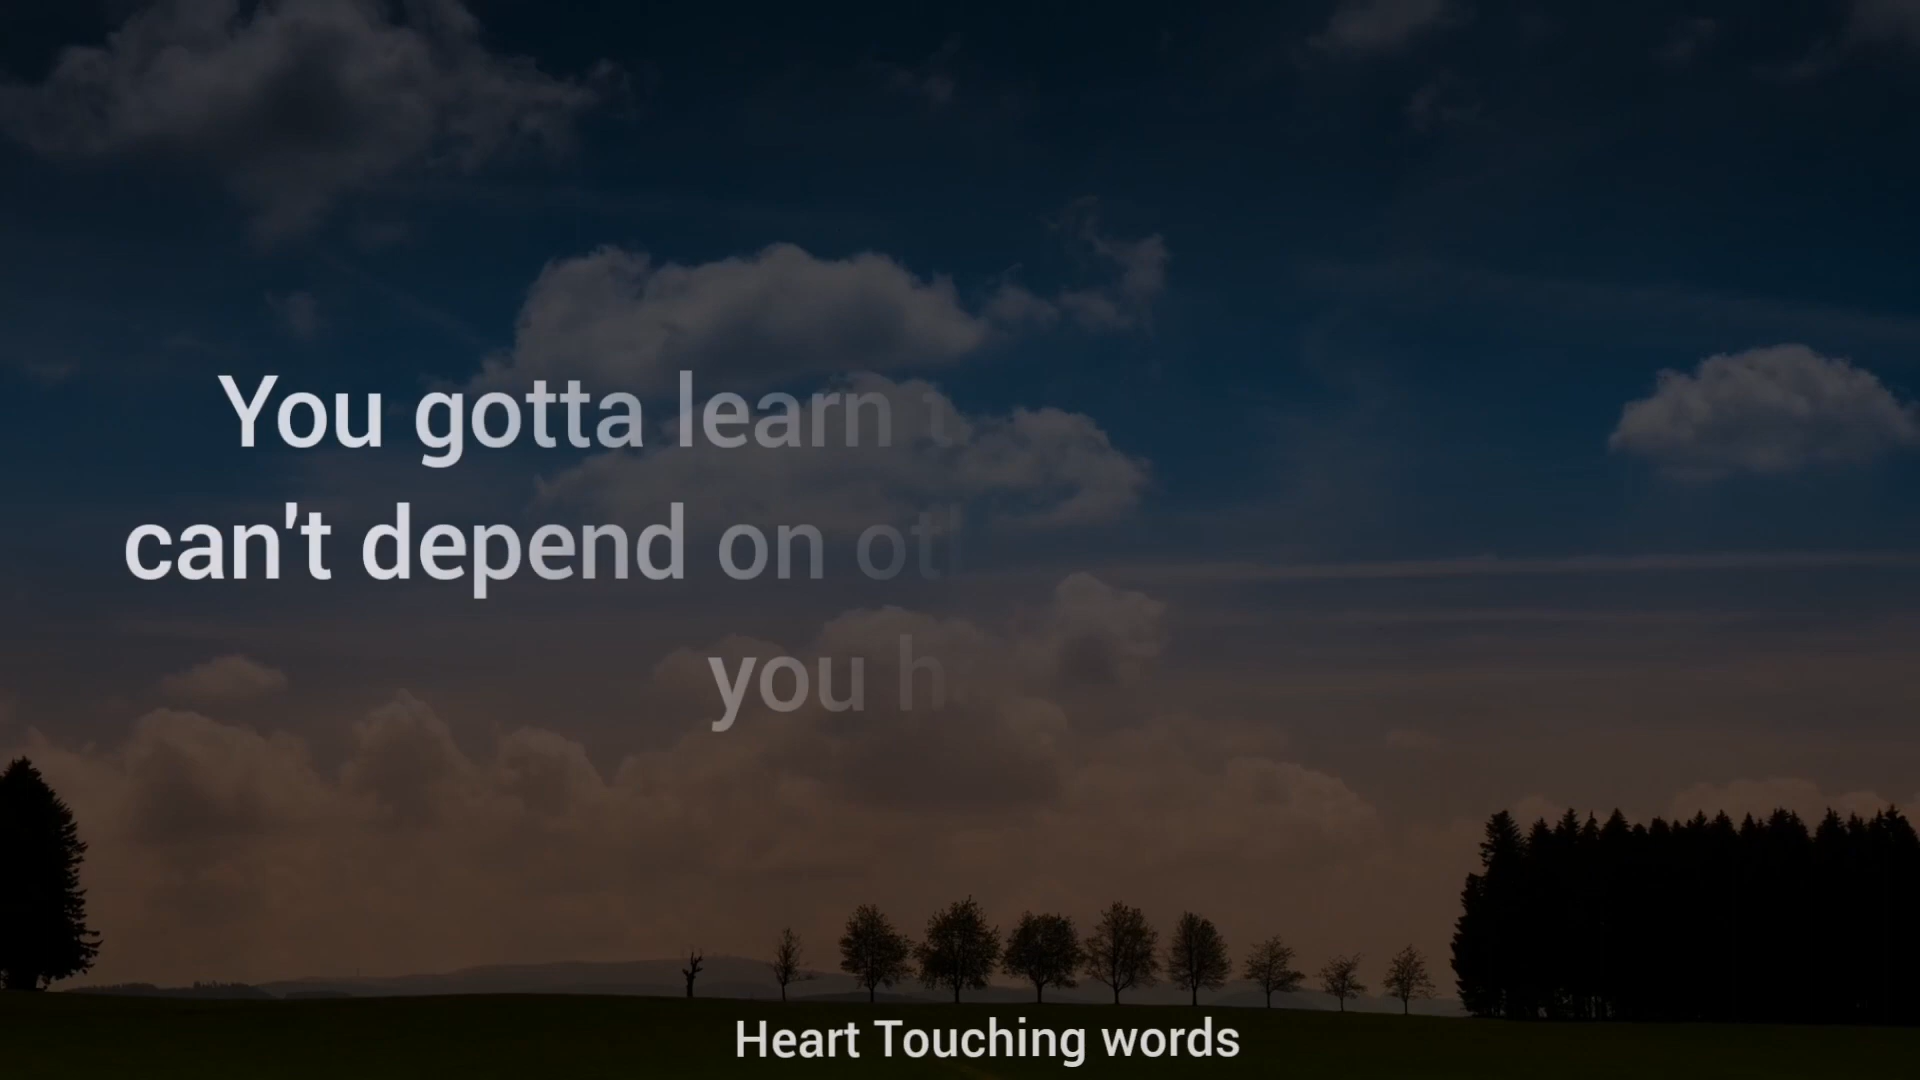 You gotta learn
can't depend on
you
Heart Touching words